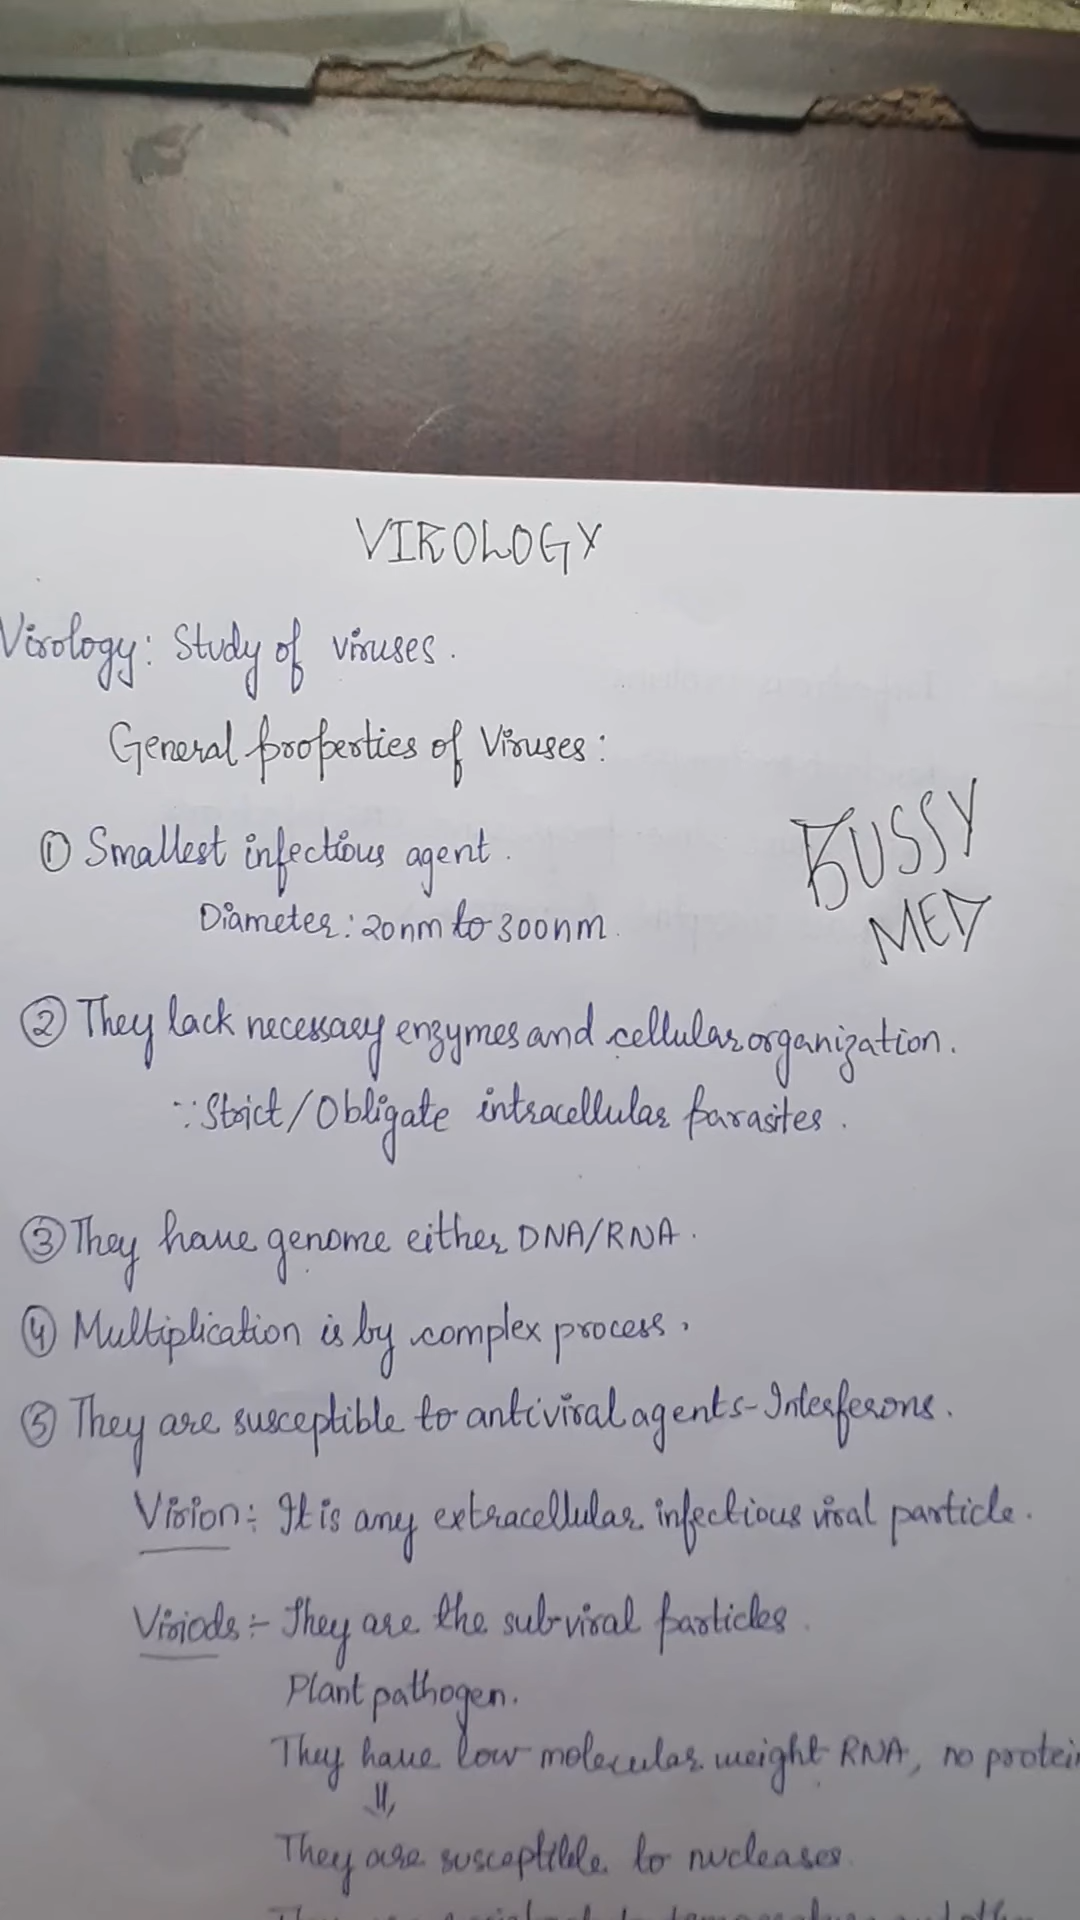 VIROLOGY
Virology: Study of viruses.
General properties of Viruses:
① Smallest infectious agent.
Diameter: 20nm to 300nm.
BUSSY
MED
② They lack necessary enzymes and cellular organization.
∵ Strict/Obligate intracellular parasites.
③ They have genome either DNA/RNA.
④ Multiplication is by complex process.
⑤ They are susceptible to antiviral agents-Interferons.
Virion:- It is any extracellular infectious viral particle.
Viriods:- They are the sub-viral particles.
Plant pathogen.
They have low molecular weight RNA, no protein
⇓
They are susceptible to nucleases.